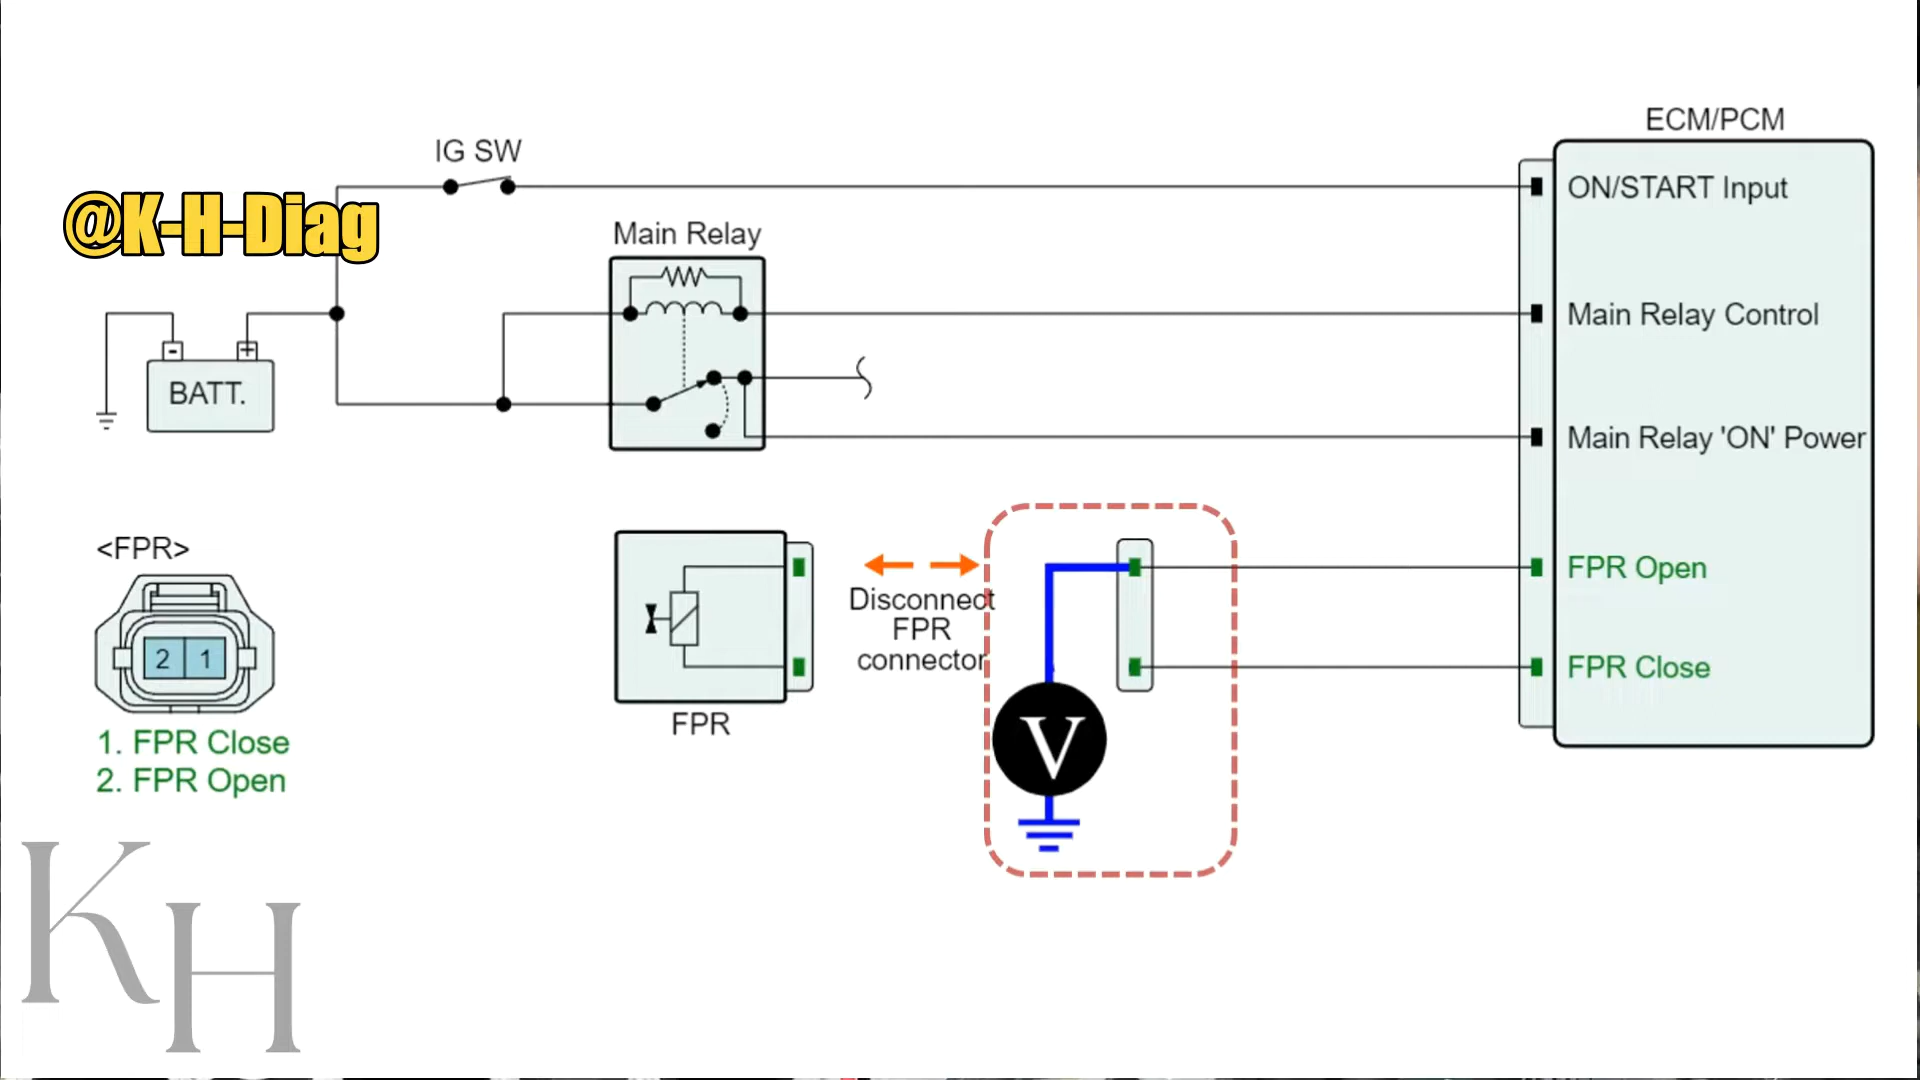 ECM/PCM
IG SW
ON/START Input
@K-H-Diag
Main Relay
Main Relay Control
- +
BATT.
Main Relay 'ON' Power
<FPR>
FPR Open
Disconnect
FPR
connector
2 1
FPR Close
FPR
V
1. FPR Close
2. FPR Open
KH